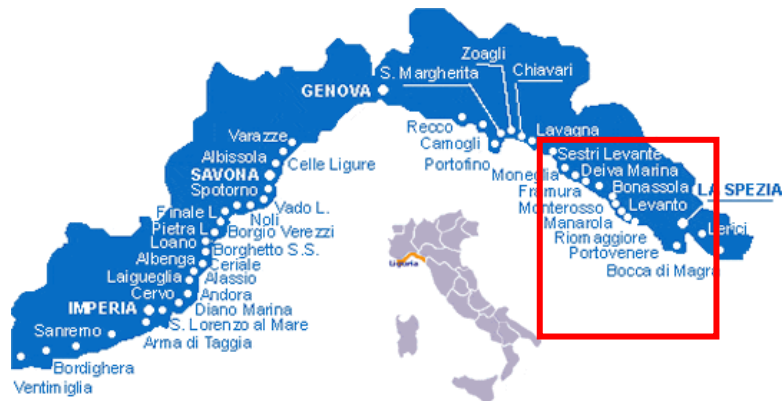 Zoagli
S. Margherita
Chiavari
GENOVA
Recco
Camogli
Portofino
Lavagna
Sestri Levante
Moneglia
Deiva Marina
Framura
Bonassola
LA SPEZIA
Monterosso
Levanto
Manarola
Riomaggiore
Lerici
Portovenere
Bocca di Magra
Varazze
Albissola
Celle Ligure
SAVONA
Spotorno
Vado L.
Finale L.
Noli
Pietra L.
Borgio Verezzi
Loano
Borghetto S.S.
Albenga
Ceriale
Laigueglia
Alassio
Cervo
Andora
IMPERIA
Diano Marina
S. Lorenzo al Mare
Sanremo
Arma di Taggia
Bordighera
Ventimiglia
Liguria